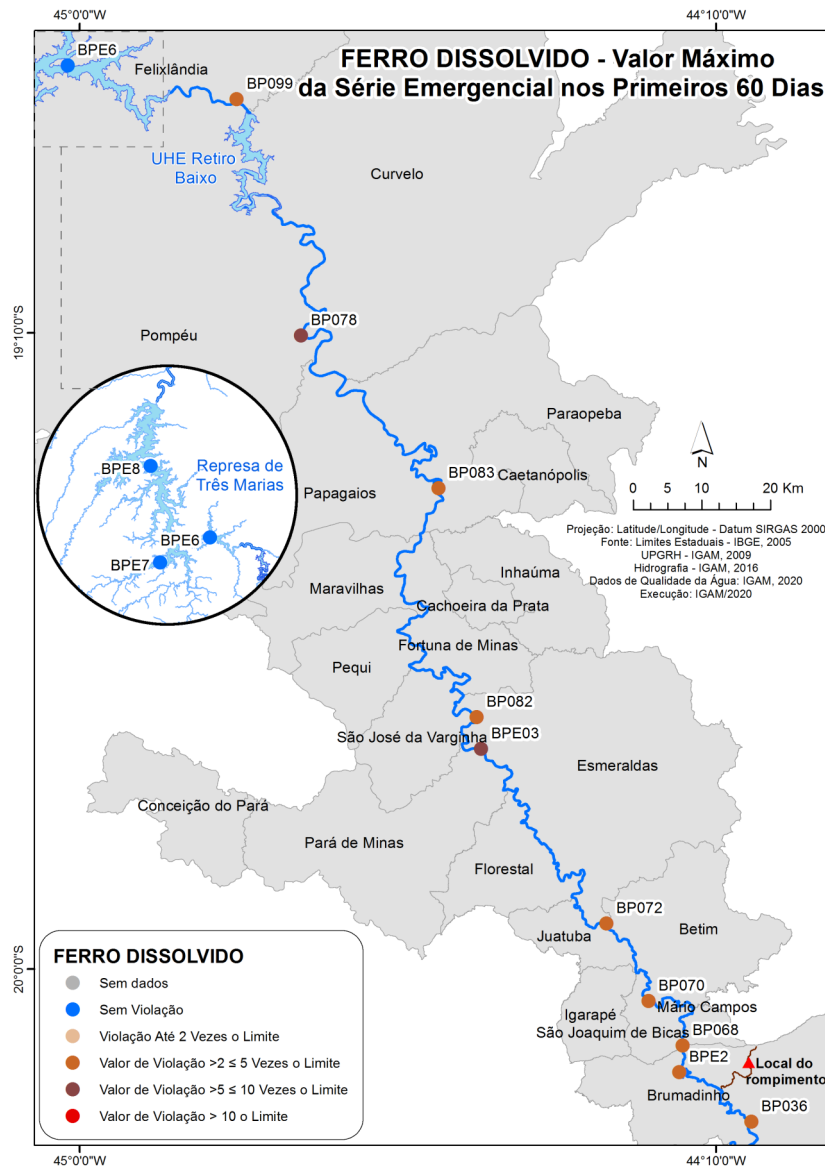 45°0'0"W
44°10'0"W
FERRO DISSOLVIDO - Valor Máximo
da Série Emergencial nos Primeiros 60 Dias
BPE6
Felixlândia
BP099
UHE Retiro
Baixo
Curvelo
19°10'0"S
BP078
Pompéu
Paraopeba
N
BPE8
Represa de
Três Marias
BP083
Caetanópolis
Papagaios
0 5 10 20 Km
BPE6
BPE7
Projeção: Latitude/Longitude - Datum SIRGAS 2000
Fonte: Limites Estaduais - IBGE, 2005
UPGRH - IGAM, 2009
Hidrografia - IGAM, 2016
Dados de Qualidade da Água: IGAM, 2020
Execução: IGAM/2020
Inhaúma
Maravilhas
Cachoeira da Prata
Fortuna de Minas
Pequi
BP082
São José da Varginha
BPE03
Esmeraldas
Conceição do Pará
Pará de Minas
Florestal
BP072
Juatuba
Betim
20°0'0"S
BP070
Mário Campos
Igarapé
São Joaquim de Bicas
BP068
BPE2
Local do
rompimento
Brumadinho
BP036
FERRO DISSOLVIDO
Sem dados
Sem Violação
Violação Até 2 Vezes o Limite
Valor de Violação >2 ≤ 5 Vezes o Limite
Valor de Violação >5 ≤ 10 Vezes o Limite
Valor de Violação > 10 o Limite
45°0'0"W
44°10'0"W